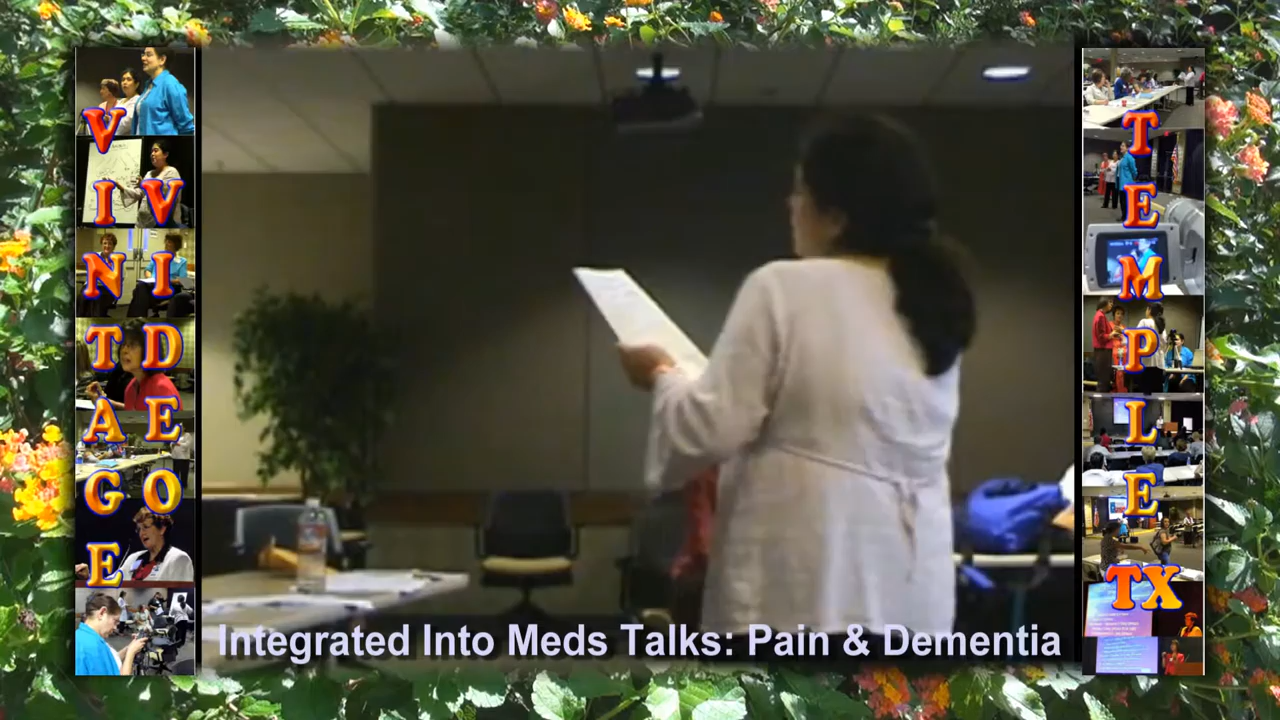 VINTAGE
VIDEO
TEMPLE
TX
Integrated into Meds Talks: Pain & Dementia